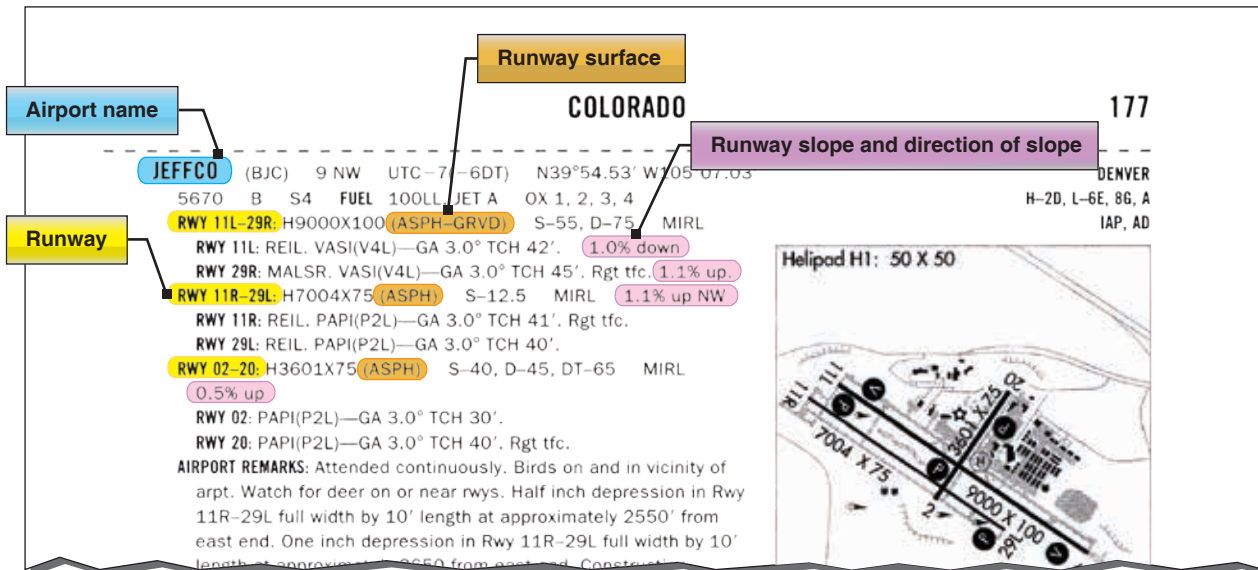 Runway surface
Airport name
COLORADO 177
Runway slope and direction of slope
JEFFCO (BJC) 9 NW UTC–7(–6DT) N39°54.53′ W105°07.03′ DENVER
5670 B S4 FUEL 100LL, JET A OX 1, 2, 3, 4 H–2D, L–6E, 8G, A
RWY 11L–29R: H9000X100 (ASPH–GRVD) S–55, D–75 MIRL IAP, AD
Runway
RWY 11L: REIL. VASI(V4L)—GA 3.0° TCH 42′. 1.0% down
RWY 29R: MALSR. VASI(V4L)—GA 3.0° TCH 45′. Rgt tfc. 1.1% up.
RWY 11R–29L: H7004X75 (ASPH) S–12.5 MIRL 1.1% up NW
RWY 11R: REIL. PAPI(P2L)—GA 3.0° TCH 41′. Rgt tfc.
RWY 29L: REIL. PAPI(P2L)—GA 3.0° TCH 40′.
RWY 02–20: H3601X75 (ASPH) S–40, D–45, DT–65 MIRL
0.5% up
RWY 02: PAPI(P2L)—GA 3.0° TCH 30′.
RWY 20: PAPI(P2L)—GA 3.0° TCH 40′. Rgt tfc.
AIRPORT REMARKS: Attended continuously. Birds on and in vicinity of
arpt. Watch for deer on or near rwys. Half inch depression in Rwy
11R–29L full width by 10′ length at approximately 2550′ from
east end. One inch depression in Rwy 11R–29L full width by 10′
length at approximately 2650 from east end.
Helipad H1: 50 X 50
11L
11R
20
V
P
3601 X 75
P
7004 X 75
H
P
9000 X 100
2
29L
P
V